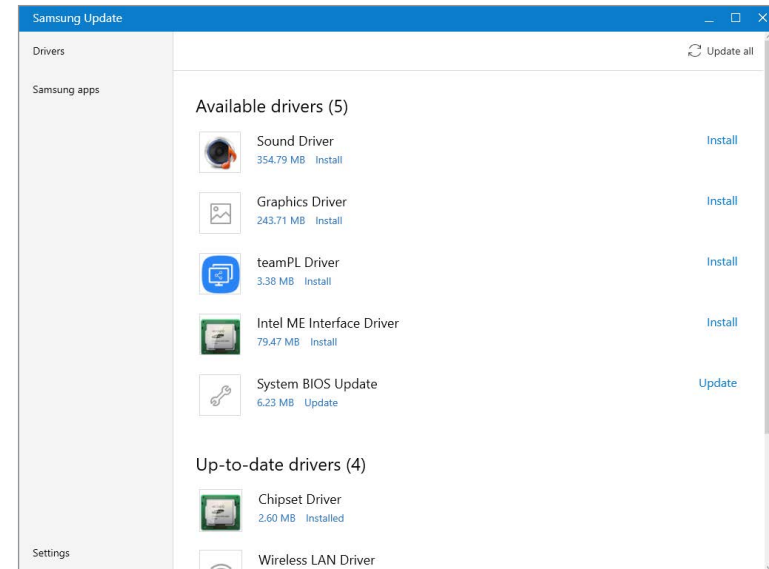 Samsung Update
Drivers
Update all
Samsung apps
Available drivers (5)
Sound Driver
354.79 MB Install
Install
Graphics Driver
243.71 MB Install
Install
teamPL Driver
3.38 MB Install
Install
Intel ME Interface Driver
79.47 MB Install
Install
System BIOS Update
6.23 MB Update
Update
Up-to-date drivers (4)
Chipset Driver
2.60 MB Installed
Settings
Wireless LAN Driver